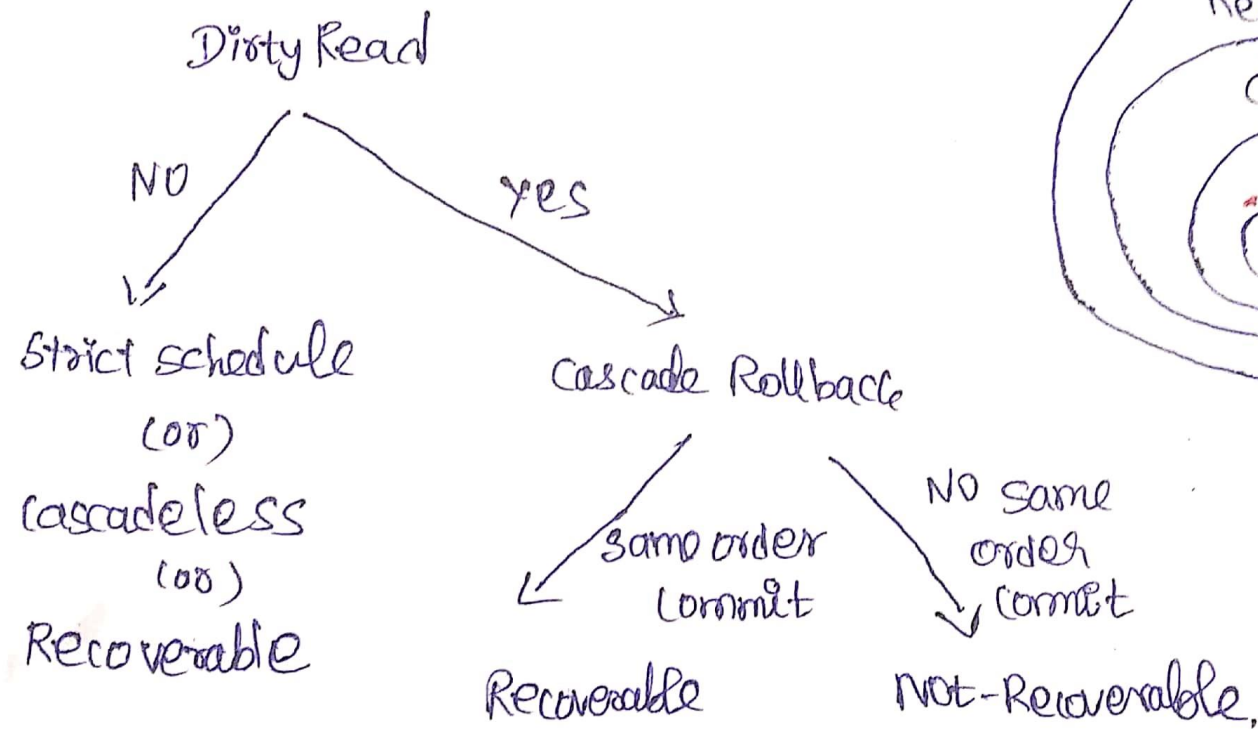 Dirty Read
NO
Yes
Strict schedule
(or)
Cascadeless
(or)
Recoverable
Cascade Rollback
Same order
Commit
NO Same
order
Commit
Recoverable
Not-Recoverable.